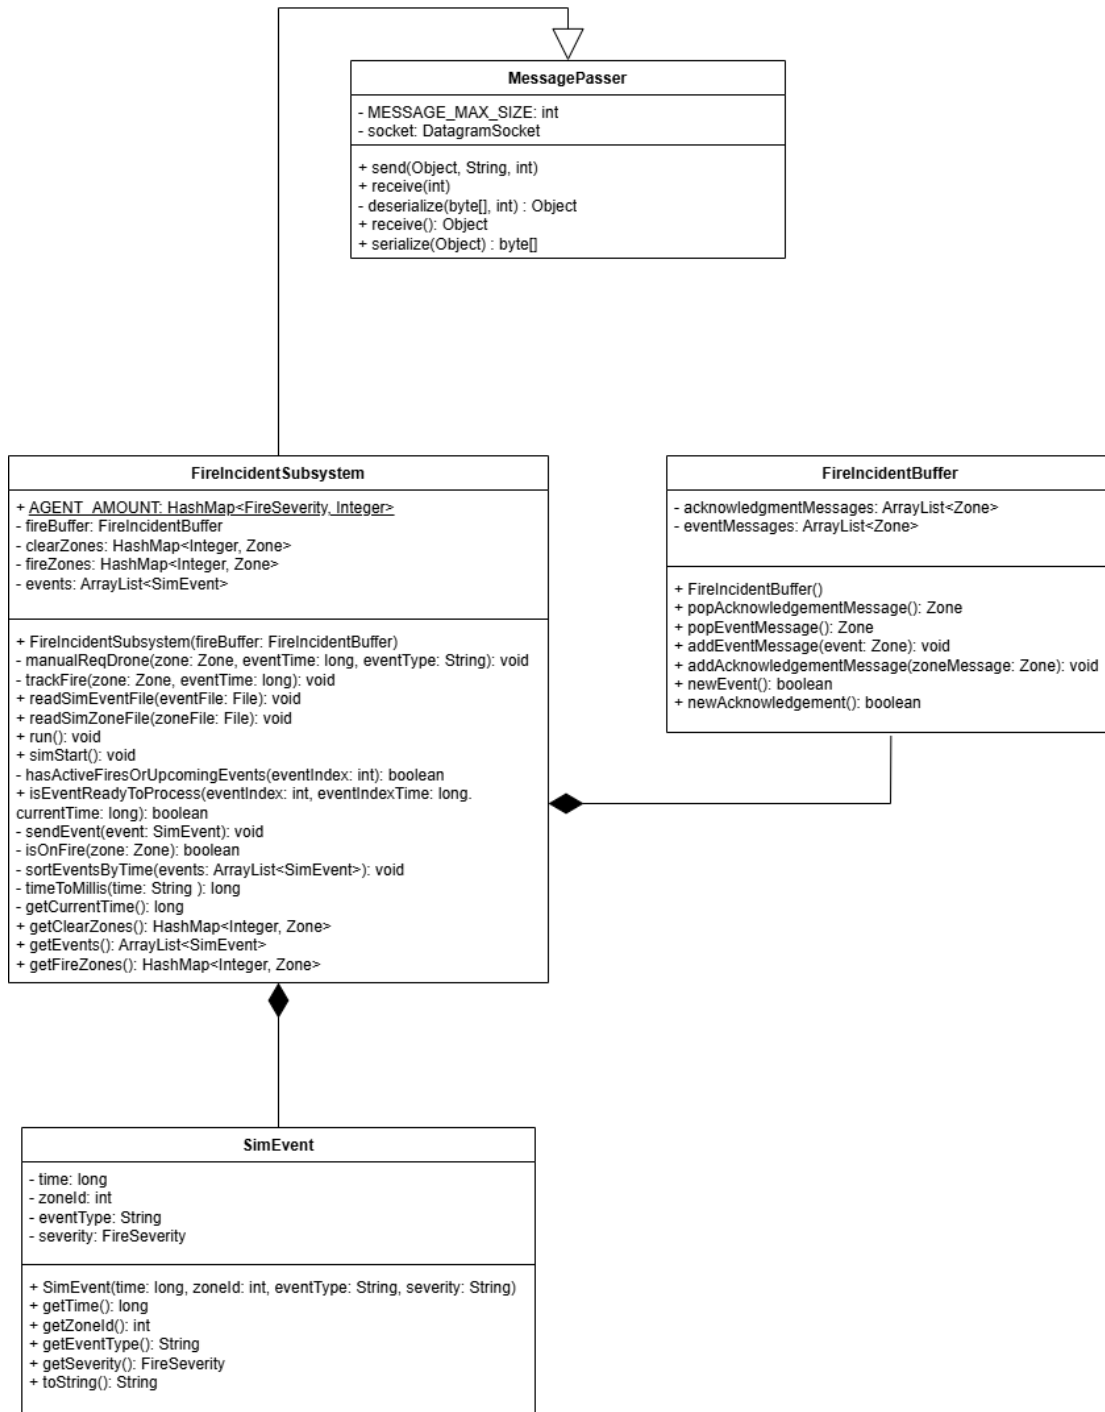 MessagePasser
- MESSAGE_MAX_SIZE: int
- socket: DatagramSocket
+ send(Object, String, int)
+ receive(int)
- deserialize(byte[], int) : Object
+ receive(): Object
+ serialize(Object) : byte[]
FireIncidentSubsystem
+ AGENT_AMOUNT: HashMap<FireSeverity, Integer>
- fireBuffer: FireIncidentBuffer
- clearZones: HashMap<Integer, Zone>
- fireZones: HashMap<Integer, Zone>
- events: ArrayList<SimEvent>
+ FireIncidentSubsystem(fireBuffer: FireIncidentBuffer)
- manualReqDrone(zone: Zone, eventTime: long, eventType: String): void
- trackFire(zone: Zone, eventTime: long): void
+ readSimEventFile(eventFile: File): void
+ readSimZoneFile(zoneFile: File): void
+ run(): void
+ simStart(): void
- hasActiveFiresOrUpcomingEvents(eventIndex: int): boolean
+ isEventReadyToProcess(eventIndex: int, eventIndexTime: long.
currentTime: long): boolean
- sendEvent(event: SimEvent): void
- isOnFire(zone: Zone): boolean
- sortEventsByTime(events: ArrayList<SimEvent>): void
- timeToMillis(time: String ): long
- getCurrentTime(): long
+ getClearZones(): HashMap<Integer, Zone>
+ getEvents(): ArrayList<SimEvent>
+ getFireZones(): HashMap<Integer, Zone>
FireIncidentBuffer
- acknowledgmentMessages: ArrayList<Zone>
- eventMessages: ArrayList<Zone>
+ FireIncidentBuffer()
+ popAcknowledgementMessage(): Zone
+ popEventMessage(): Zone
+ addEventMessage(event: Zone): void
+ addAcknowledgementMessage(zoneMessage: Zone): void
+ newEvent(): boolean
+ newAcknowledgement(): boolean
SimEvent
- time: long
- zoneId: int
- eventType: String
- severity: FireSeverity
+ SimEvent(time: long, zoneId: int, eventType: String, severity: String)
+ getTime(): long
+ getZoneId(): int
+ getEventType(): String
+ getSeverity(): FireSeverity
+ toString(): String